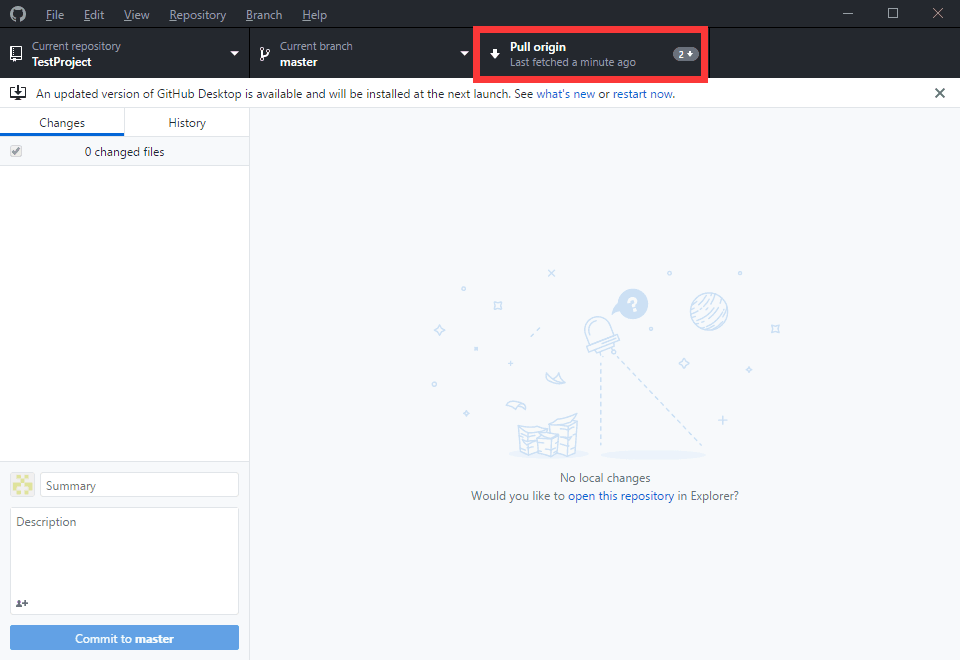 File Edit View Repository Branch Help
Current repository
TestProject
Current branch
master
Pull origin
Last fetched a minute ago
2
An updated version of GitHub Desktop is available and will be installed at the next launch. See what's new or restart now.
Changes
History
0 changed files
?
No local changes
Would you like to open this repository in Explorer?
Summary
Description
Commit to master